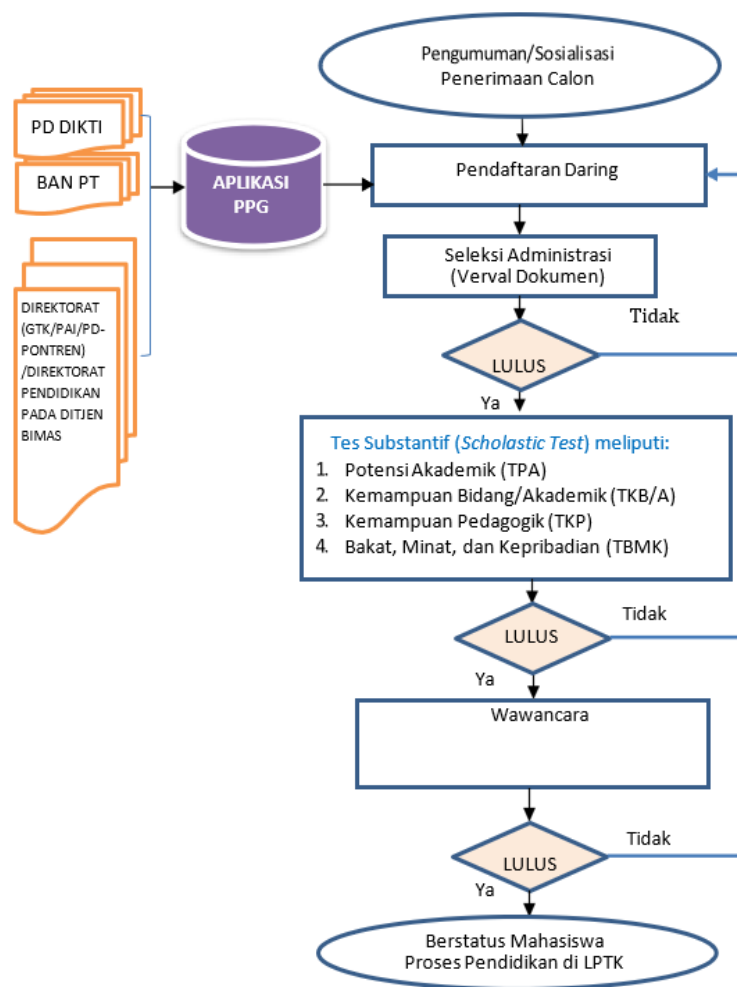 Pengumuman/Sosialisasi
Penerimaan Calon
PD DIKTI
BAN PT
APLIKASI
PPG
Pendaftaran Daring
Seleksi Administrasi
(Verval Dokumen)
DIREKTORAT
(GTK/PAI/PD-
PONTREN)
/DIREKTORAT
PENDIDIKAN
PADA DITJEN
BIMAS
Tidak
LULUS
Ya
Tes Substantif (Scholastic Test) meliputi:
1. Potensi Akademik (TPA)
2. Kemampuan Bidang/Akademik (TKB/A)
3. Kemampuan Pedagogik (TKP)
4. Bakat, Minat, dan Kepribadian (TBMK)
Tidak
LULUS
Ya
Wawancara
Tidak
LULUS
Ya
Berstatus Mahasiswa
Proses Pendidikan di LPTK